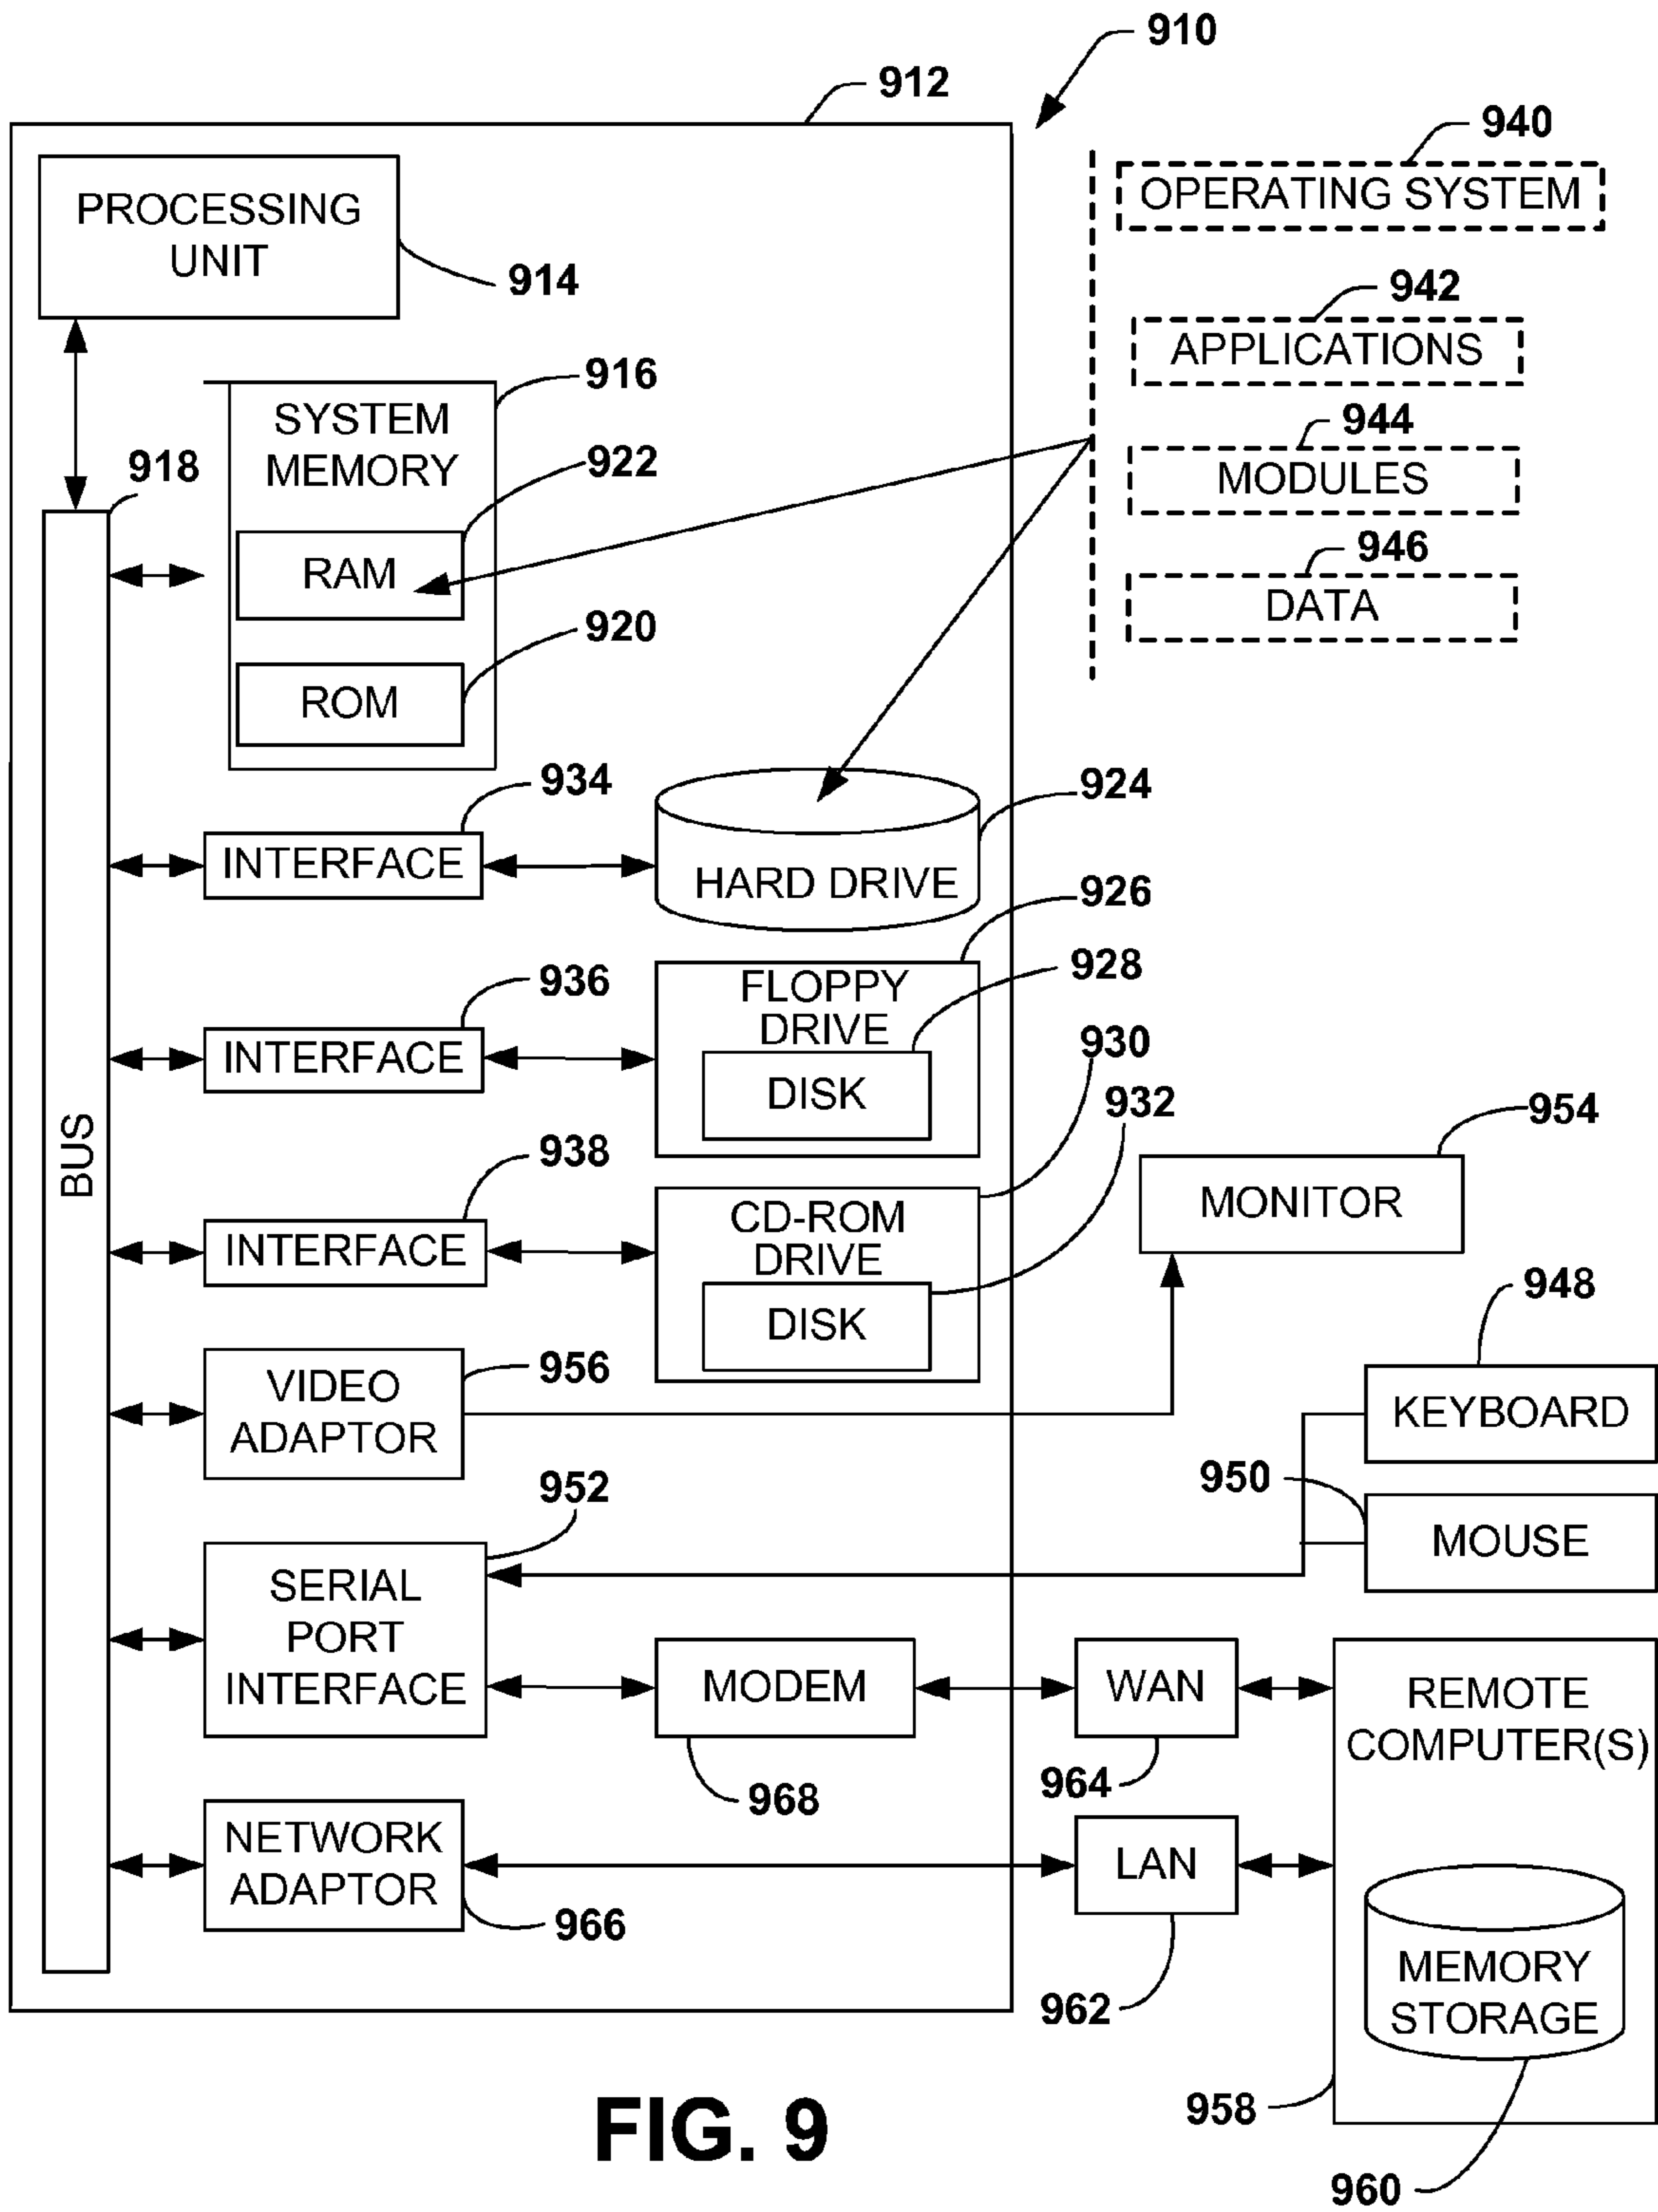 910
912
940
PROCESSING
UNIT
OPERATING SYSTEM
914
942
APPLICATIONS
916
SYSTEM
MEMORY
944
918
922
MODULES
RAM
946
DATA
920
ROM
934
924
INTERFACE
HARD DRIVE
926
936
FLOPPY
DRIVE
928
INTERFACE
930
DISK
932
954
BUS
938
MONITOR
CD-ROM
DRIVE
INTERFACE
948
DISK
956
VIDEO
ADAPTOR
KEYBOARD
950
952
MOUSE
SERIAL
PORT
INTERFACE
MODEM
WAN
REMOTE
COMPUTER(S)
968
964
NETWORK
ADAPTOR
LAN
966
962
MEMORY
STORAGE
958
FIG. 9
960